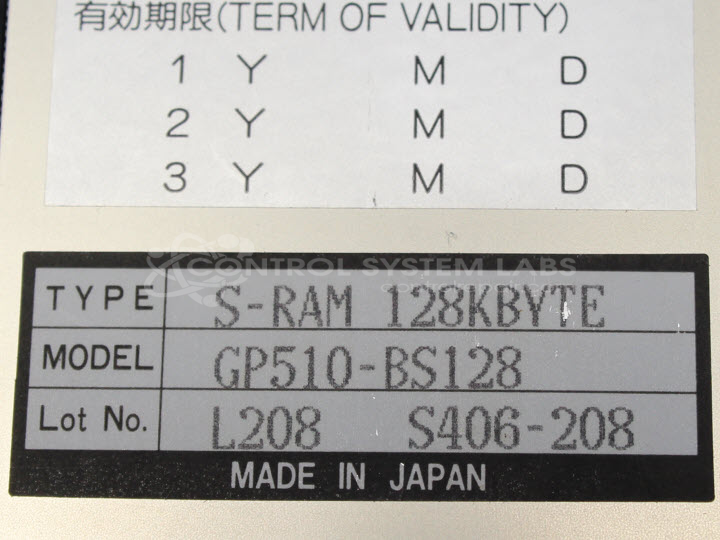 有効期限(TERM OF VALIDITY)
1 Y M D
2 Y M D
3 Y M D
CONTROL SYSTEM LABS
TYPE S-RAM 128KBYTE
MODEL GP510-BS128
Lot No. L208 S406-208
MADE IN JAPAN